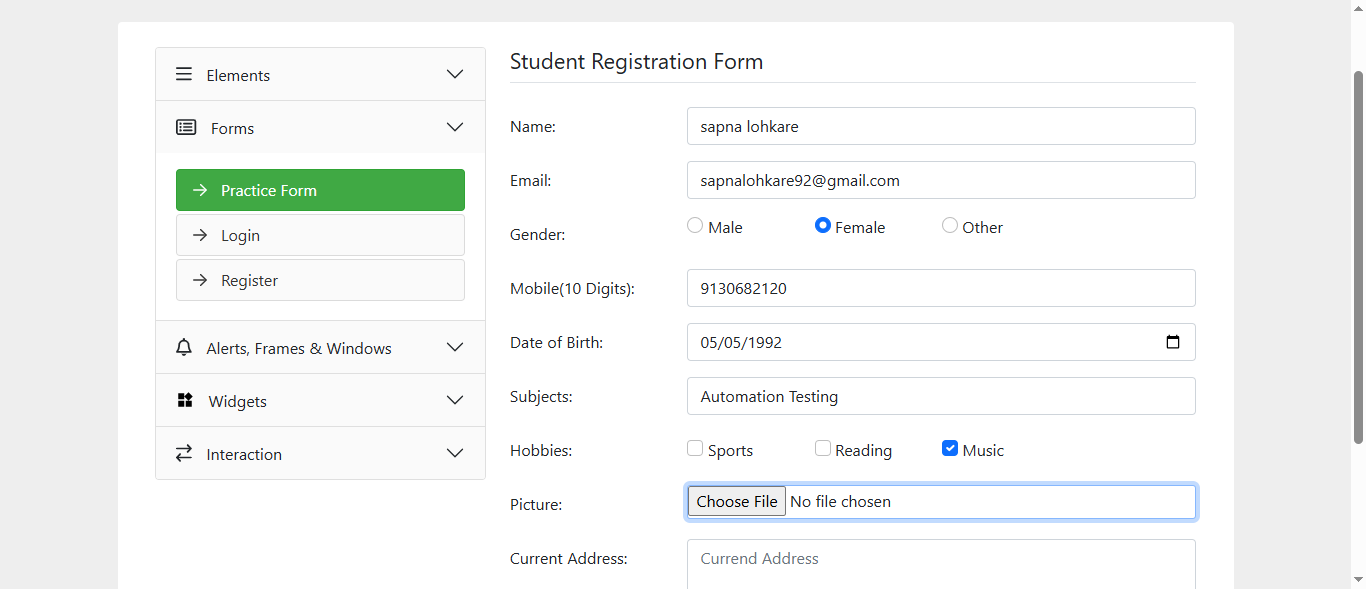 Elements
Forms
Practice Form
Login
Register
Alerts, Frames & Windows
Widgets
Interaction
Student Registration Form
Name: sapna lohkare
Email: sapnalohkare92@gmail.com
Gender: Male Female Other
Mobile(10 Digits): 9130682120
Date of Birth: 05/05/1992
Subjects: Automation Testing
Hobbies: Sports Reading Music
Picture: Choose File No file chosen
Current Address: Currend Address